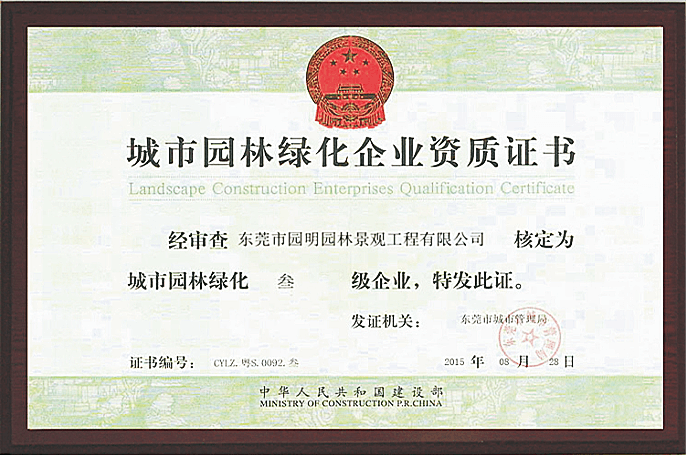 城市园林绿化企业资质证书
Landscape Construction Enterprises Qualification Certificate
经审查 东莞市园明园林景观工程有限公司 核定为
城市园林绿化 叁 级企业，特发此证。
发证机关： 东莞市城市管理局
证书编号： CYLZ.粤S.0092.叁 2015 年 08 月 28 日
中华人民共和国建设部
MINISTRY OF CONSTRUCTION P.R.CHINA